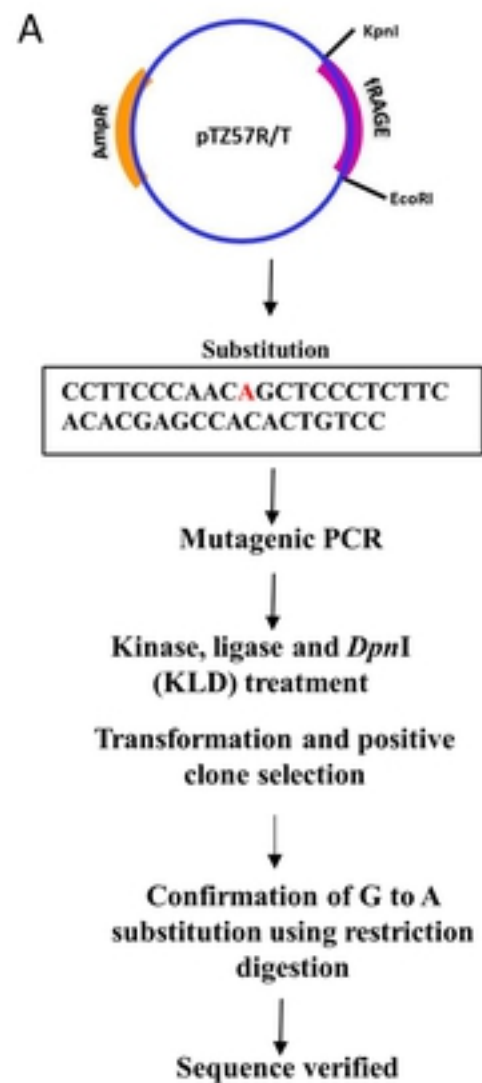 A
KpnI
AmpR
pTZ57R/T
fRAGE
EcoRI
Substitution
CCTTCCCAACAGCTCCCTCTTC
ACACGAGCCACACTGTCC
Mutagenic PCR
Kinase, ligase and DpnI
(KLD) treatment
Transformation and positive
clone selection
Confirmation of G to A
substitution using restriction
digestion
Sequence verified